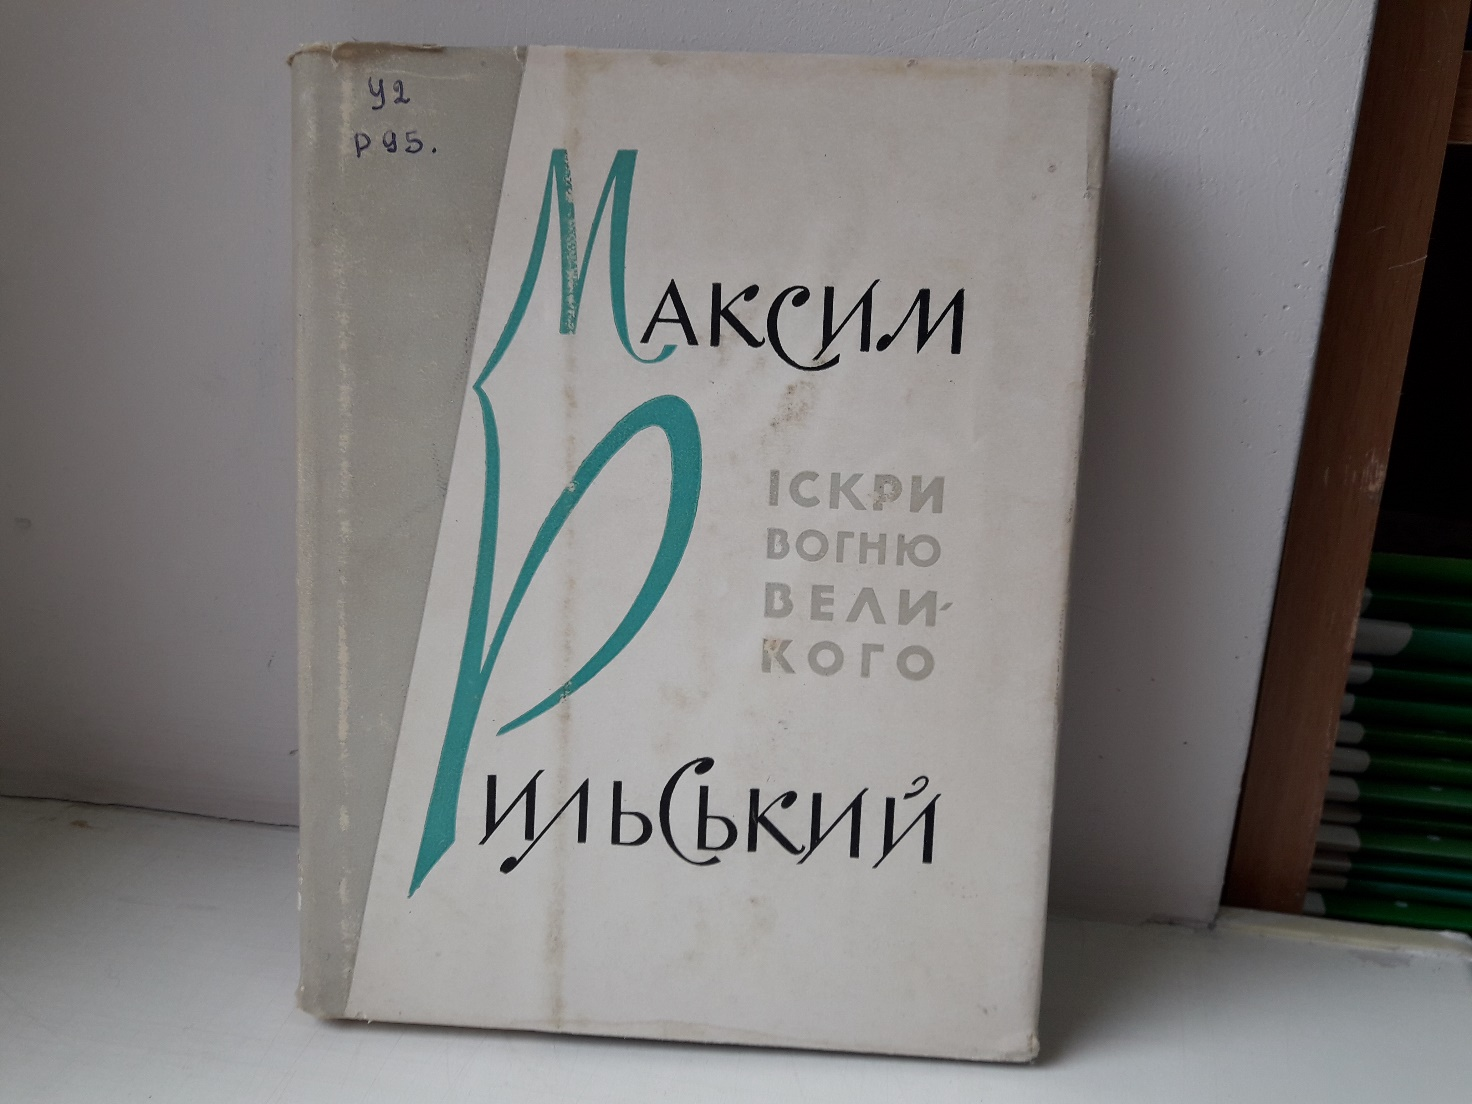 У2
Р95.
Максим
ІСКРИ
ВОГНЮ
ВЕЛИ-
КОГО
Рильський